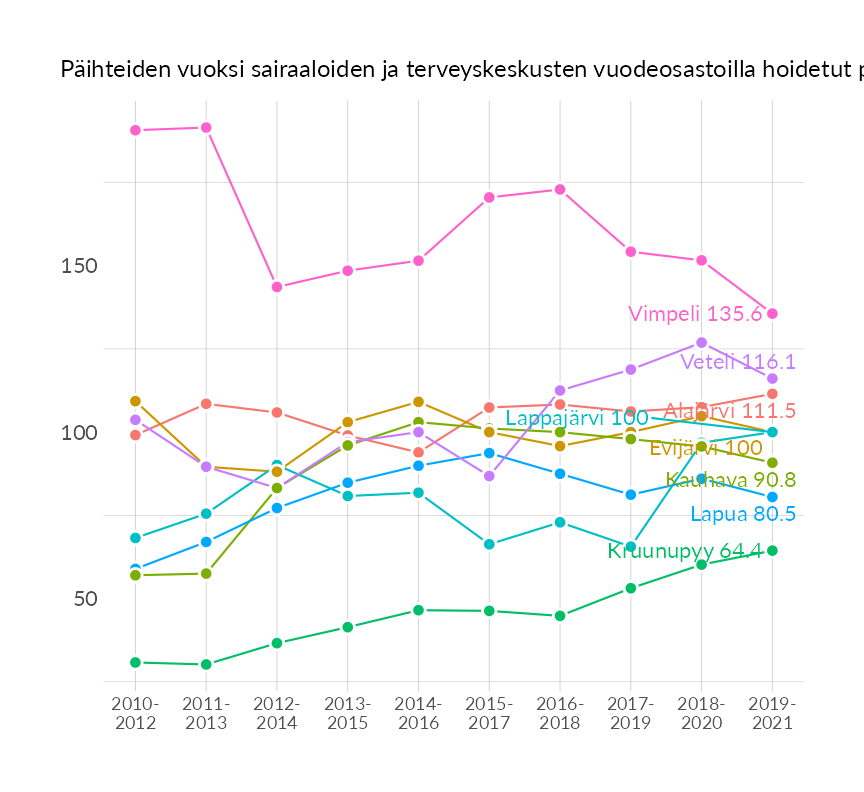 Päihteiden vuoksi sairaaloiden ja terveyskeskusten vuodeosastoilla hoidetut
150
Vimpeli 135.6
Veteli 116.1
Alajärvi 111.5
Lappajärvi 100
100
Evijärvi 100
Kauhava 90.8
Lapua 80.5
Kruunupyy 64.4
50
2010- 2011- 2012- 2013- 2014- 2015- 2016- 2017- 2018- 2019-
2012 2013 2014 2015 2016 2017 2018 2019 2020 2021